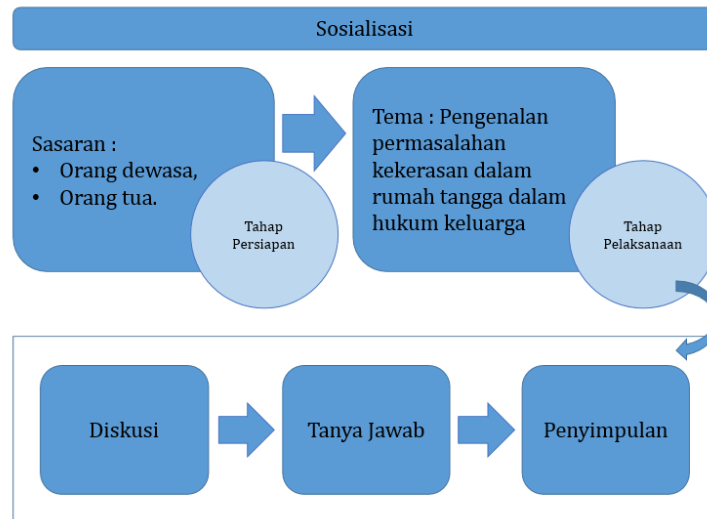 Sosialisasi
Sasaran :
• Orang dewasa,
• Orang tua.
Tahap
Persiapan
Tema : Pengenalan
permasalahan
kekerasan dalam
rumah tangga dalam
hukum keluarga
Tahap
Pelaksanaan
Diskusi
Tanya Jawab
Penyimpulan